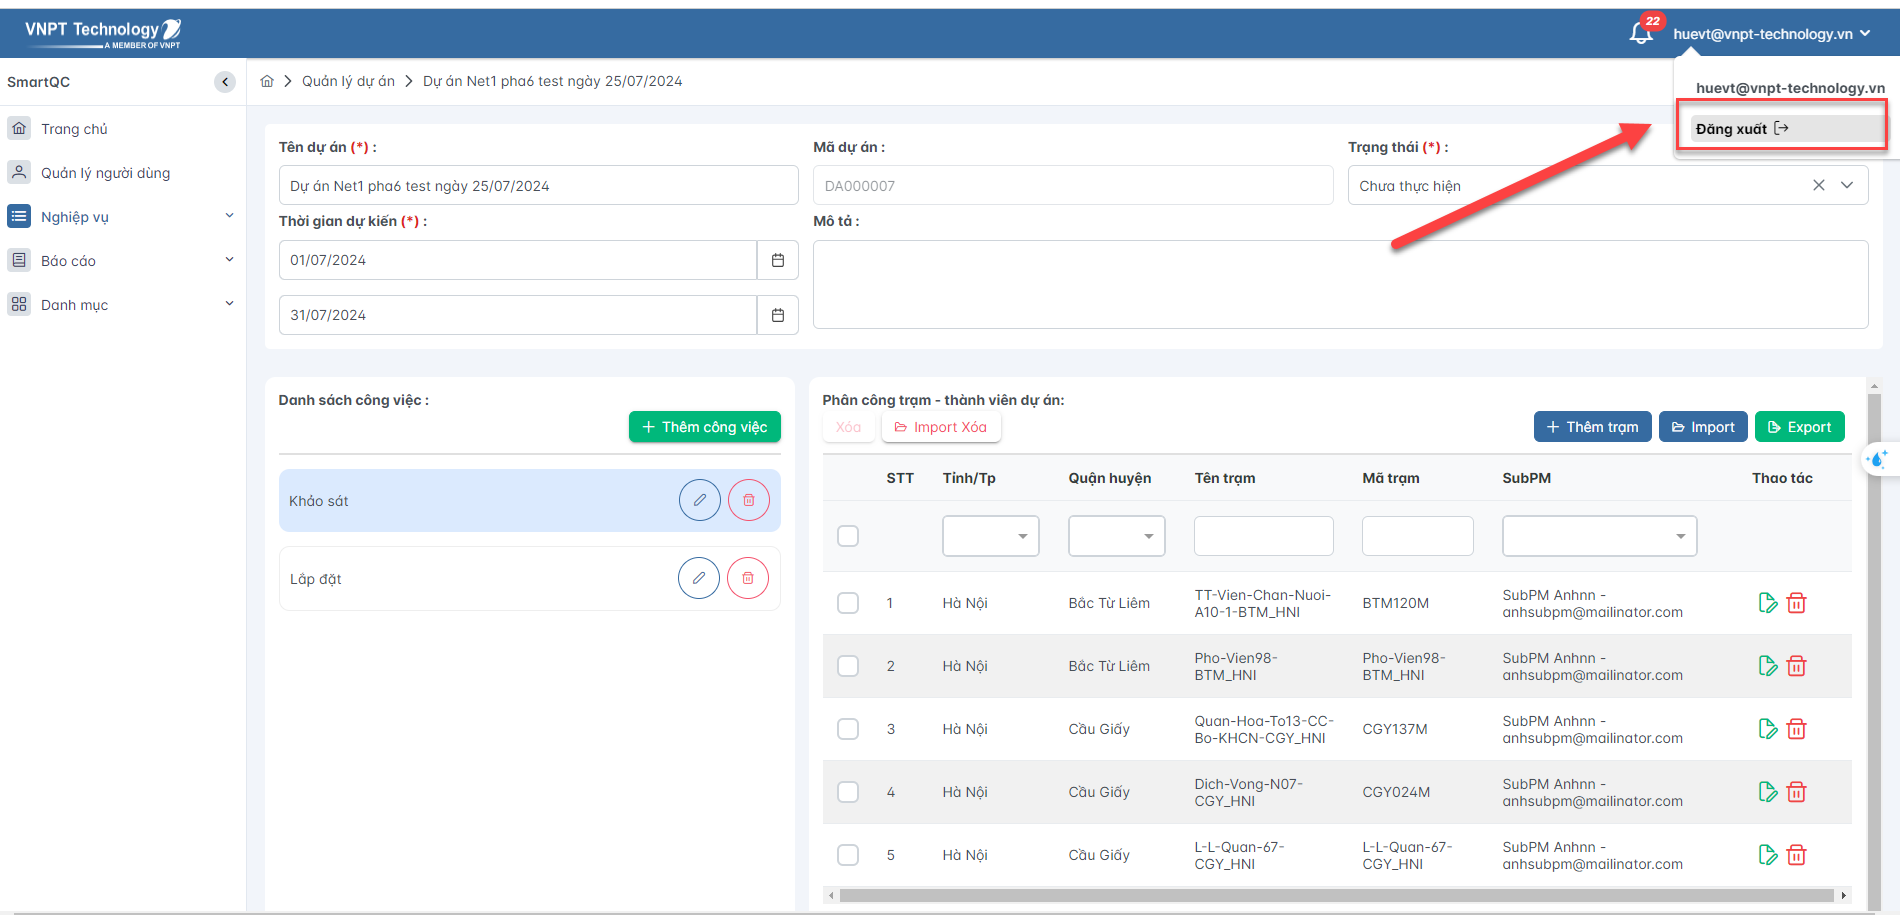 VNPT Technology
A MEMBER OF VNPT
22
huevt@vnpt-technology.vn
SmartQC
Quản lý dự án
Dự án Net1 pha6 test ngày 25/07/2024
huevt@vnpt-technology.vn
Đăng xuất
Trang chủ
Quản lý người dùng
Nghiệp vụ
Báo cáo
Danh mục
Tên dự án (*) :
Mã dự án :
Trạng thái (*) :
Dự án Net1 pha6 test ngày 25/07/2024
DA000007
Chưa thực hiện
Thời gian dự kiến (*) :
Mô tả :
01/07/2024
31/07/2024
Danh sách công việc :
Thêm công việc
Khảo sát
Lắp đặt
Phân công trạm - thành viên dự án:
Xóa
Import Xóa
Thêm trạm
Import
Export
STT Tỉnh/Tp Quận huyện Tên trạm Mã trạm SubPM Thao tác
1 Hà Nội Bắc Từ Liêm TT-Vien-Chan-Nuoi- BTM120M SubPM Anhnn -
A10-1-BTM_HNI anhsubpm@mailinator.com
2 Hà Nội Bắc Từ Liêm Pho-Vien98- Pho-Vien98- SubPM Anhnn -
BTM_HNI BTM_HNI anhsubpm@mailinator.com
3 Hà Nội Cầu Giấy Quan-Hoa-To13-CC- CGY137M SubPM Anhnn -
Bo-KHCN-CGY_HNI anhsubpm@mailinator.com
4 Hà Nội Cầu Giấy Dich-Vong-N07- CGY024M SubPM Anhnn -
CGY_HNI anhsubpm@mailinator.com
5 Hà Nội Cầu Giấy L-L-Quan-67- L-L-Quan-67- SubPM Anhnn -
CGY_HNI CGY_HNI anhsubpm@mailinator.com